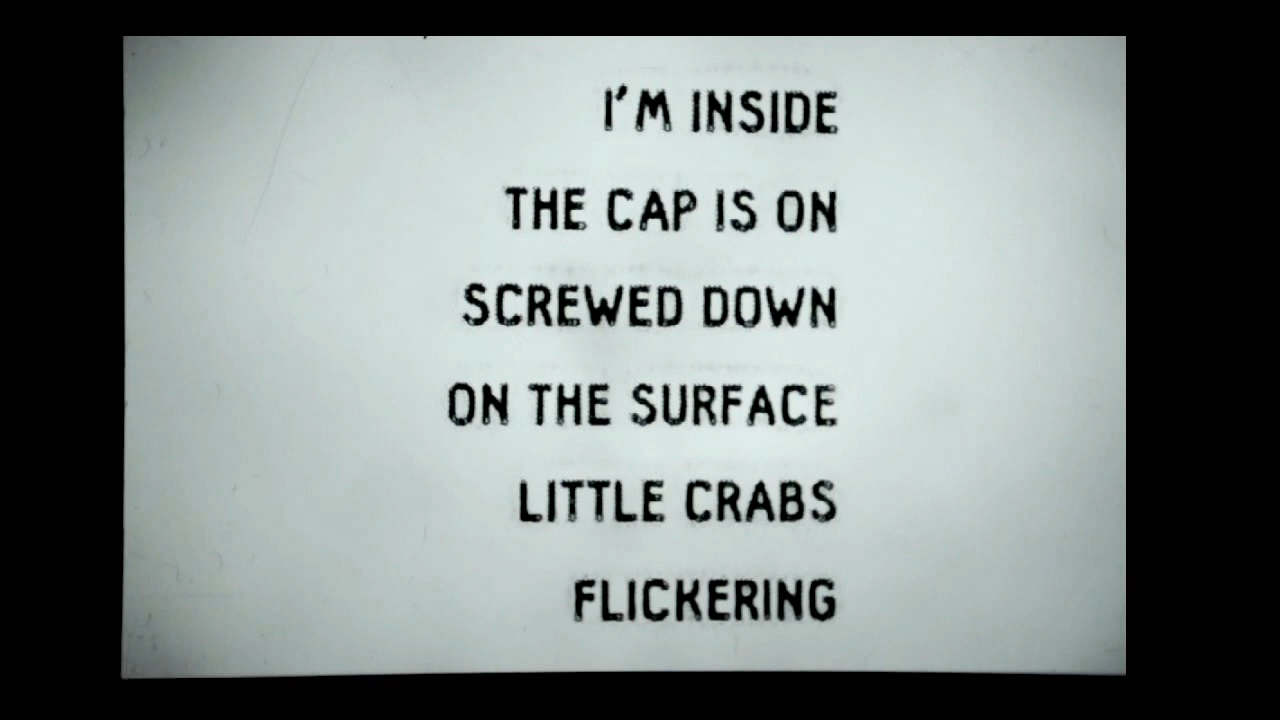 I'M INSIDE
THE CAP IS ON
SCREWED DOWN
ON THE SURFACE
LITTLE CRABS
FLICKERING